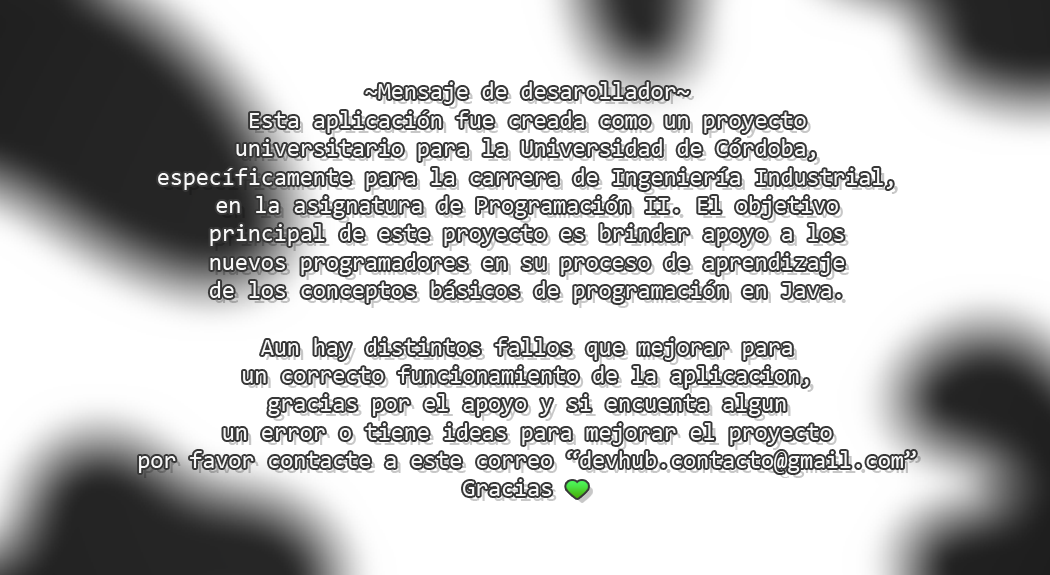 ~Mensaje de desarollador~
Esta aplicación fue creada como un proyecto
universitario para la Universidad de Córdoba,
específicamente para la carrera de Ingeniería Industrial,
en la asignatura de Programación II. El objetivo
principal de este proyecto es brindar apoyo a los
nuevos programadores en su proceso de aprendizaje
de los conceptos básicos de programación en Java.
Aun hay distintos fallos que mejorar para
un correcto funcionamiento de la aplicacion,
gracias por el apoyo y si encuenta algun
un error o tiene ideas para mejorar el proyecto
por favor contacte a este correo “devhub.contacto@gmail.com”
Gracias 💚